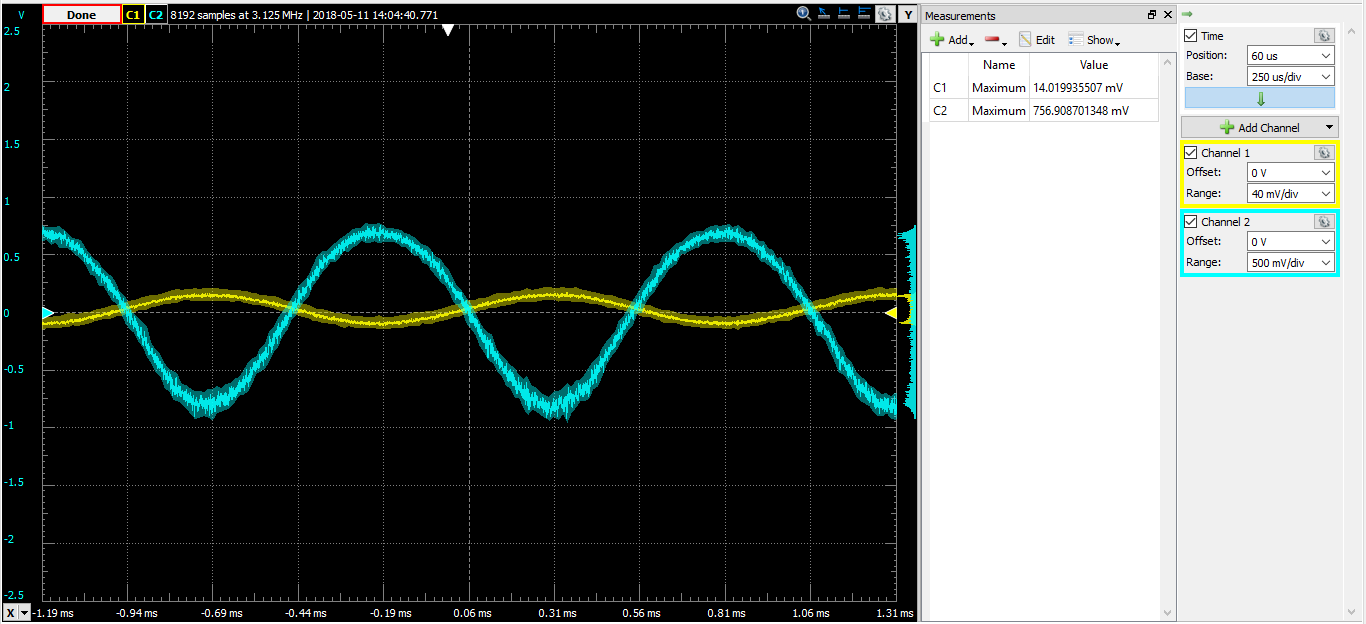 V Done C1 C2 8192 samples at 3.125 MHz | 2018-05-11 14:04:40.771 Y
2.5
2
1.5
1
0.5
0
-0.5
-1
-1.5
-2
-2.5
X -1.19 ms -0.94 ms -0.69 ms -0.44 ms -0.19 ms 0.06 ms 0.31 ms 0.56 ms 0.81 ms 1.06 ms 1.31 ms
Measurements
Add Edit Show
Name Value
C1 Maximum 14.019935507 mV
C2 Maximum 756.908701348 mV
Time
Position: 60 us
Base: 250 us/div
Add Channel
Channel 1
Offset: 0 V
Range: 40 mV/div
Channel 2
Offset: 0 V
Range: 500 mV/div